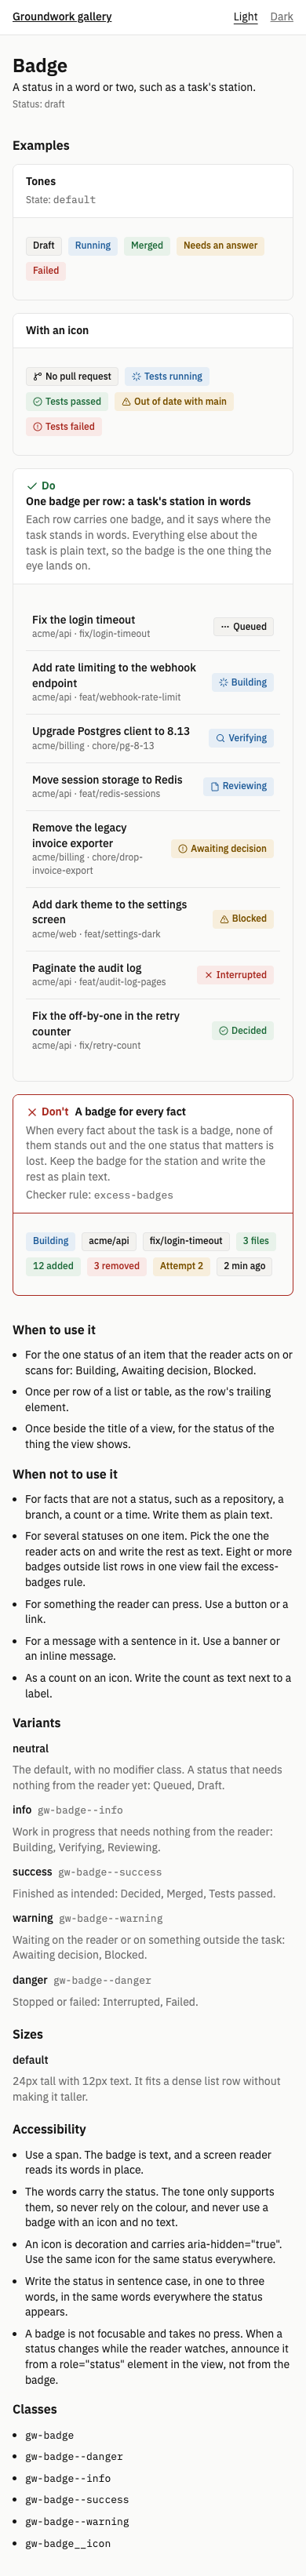 Groundwork gallery
Light
Dark
Badge
A status in a word or two, such as a task's station.
Status: draft
Examples
Tones
State: default
Draft
Running
Merged
Needs an answer
Failed
With an icon
No pull request
Tests running
Tests passed
Out of date with main
Tests failed
Do
One badge per row: a task's station in words
Each row carries one badge, and it says where the
task stands in words. Everything else about the
task is plain text, so the badge is the one thing the
eye lands on.
Fix the login timeout
acme/api · fix/login-timeout
Queued
Add rate limiting to the webhook
endpoint
acme/api · feat/webhook-rate-limit
Building
Upgrade Postgres client to 8.13
acme/billing · chore/pg-8-13
Verifying
Move session storage to Redis
acme/api · feat/redis-sessions
Reviewing
Remove the legacy
invoice exporter
acme/billing · chore/drop-
invoice-export
Awaiting decision
Add dark theme to the settings
screen
acme/web · feat/settings-dark
Blocked
Paginate the audit log
acme/api · feat/audit-log-pages
Interrupted
Fix the off-by-one in the retry
counter
acme/api · fix/retry-count
Decided
Don't A badge for every fact
When every fact about the task is a badge, none of
them stands out and the one status that matters is
lost. Keep the badge for the station and write the
rest as plain text.
Checker rule: excess-badges
Building
acme/api
fix/login-timeout
3 files
12 added
3 removed
Attempt 2
2 min ago
When to use it
For the one status of an item that the reader acts on or
scans for: Building, Awaiting decision, Blocked.
Once per row of a list or table, as the row's trailing
element.
Once beside the title of a view, for the status of the
thing the view shows.
When not to use it
For facts that are not a status, such as a repository, a
branch, a count or a time. Write them as plain text.
For several statuses on one item. Pick the one the
reader acts on and write the rest as text. Eight or more
badges outside list rows in one view fail the excess-
badges rule.
For something the reader can press. Use a button or a
link.
For a message with a sentence in it. Use a banner or
an inline message.
As a count on an icon. Write the count as text next to a
label.
Variants
neutral
The default, with no modifier class. A status that needs
nothing from the reader yet: Queued, Draft.
info gw-badge--info
Work in progress that needs nothing from the reader:
Building, Verifying, Reviewing.
success gw-badge--success
Finished as intended: Decided, Merged, Tests passed.
warning gw-badge--warning
Waiting on the reader or on something outside the task:
Awaiting decision, Blocked.
danger gw-badge--danger
Stopped or failed: Interrupted, Failed.
Sizes
default
24px tall with 12px text. It fits a dense list row without
making it taller.
Accessibility
Use a span. The badge is text, and a screen reader
reads its words in place.
The words carry the status. The tone only supports
them, so never rely on the colour, and never use a
badge with an icon and no text.
An icon is decoration and carries aria-hidden="true".
Use the same icon for the same status everywhere.
Write the status in sentence case, in one to three
words, in the same words everywhere the status
appears.
A badge is not focusable and takes no press. When a
status changes while the reader watches, announce it
from a role="status" element in the view, not from the
badge.
Classes
gw-badge
gw-badge--danger
gw-badge--info
gw-badge--success
gw-badge--warning
gw-badge__icon